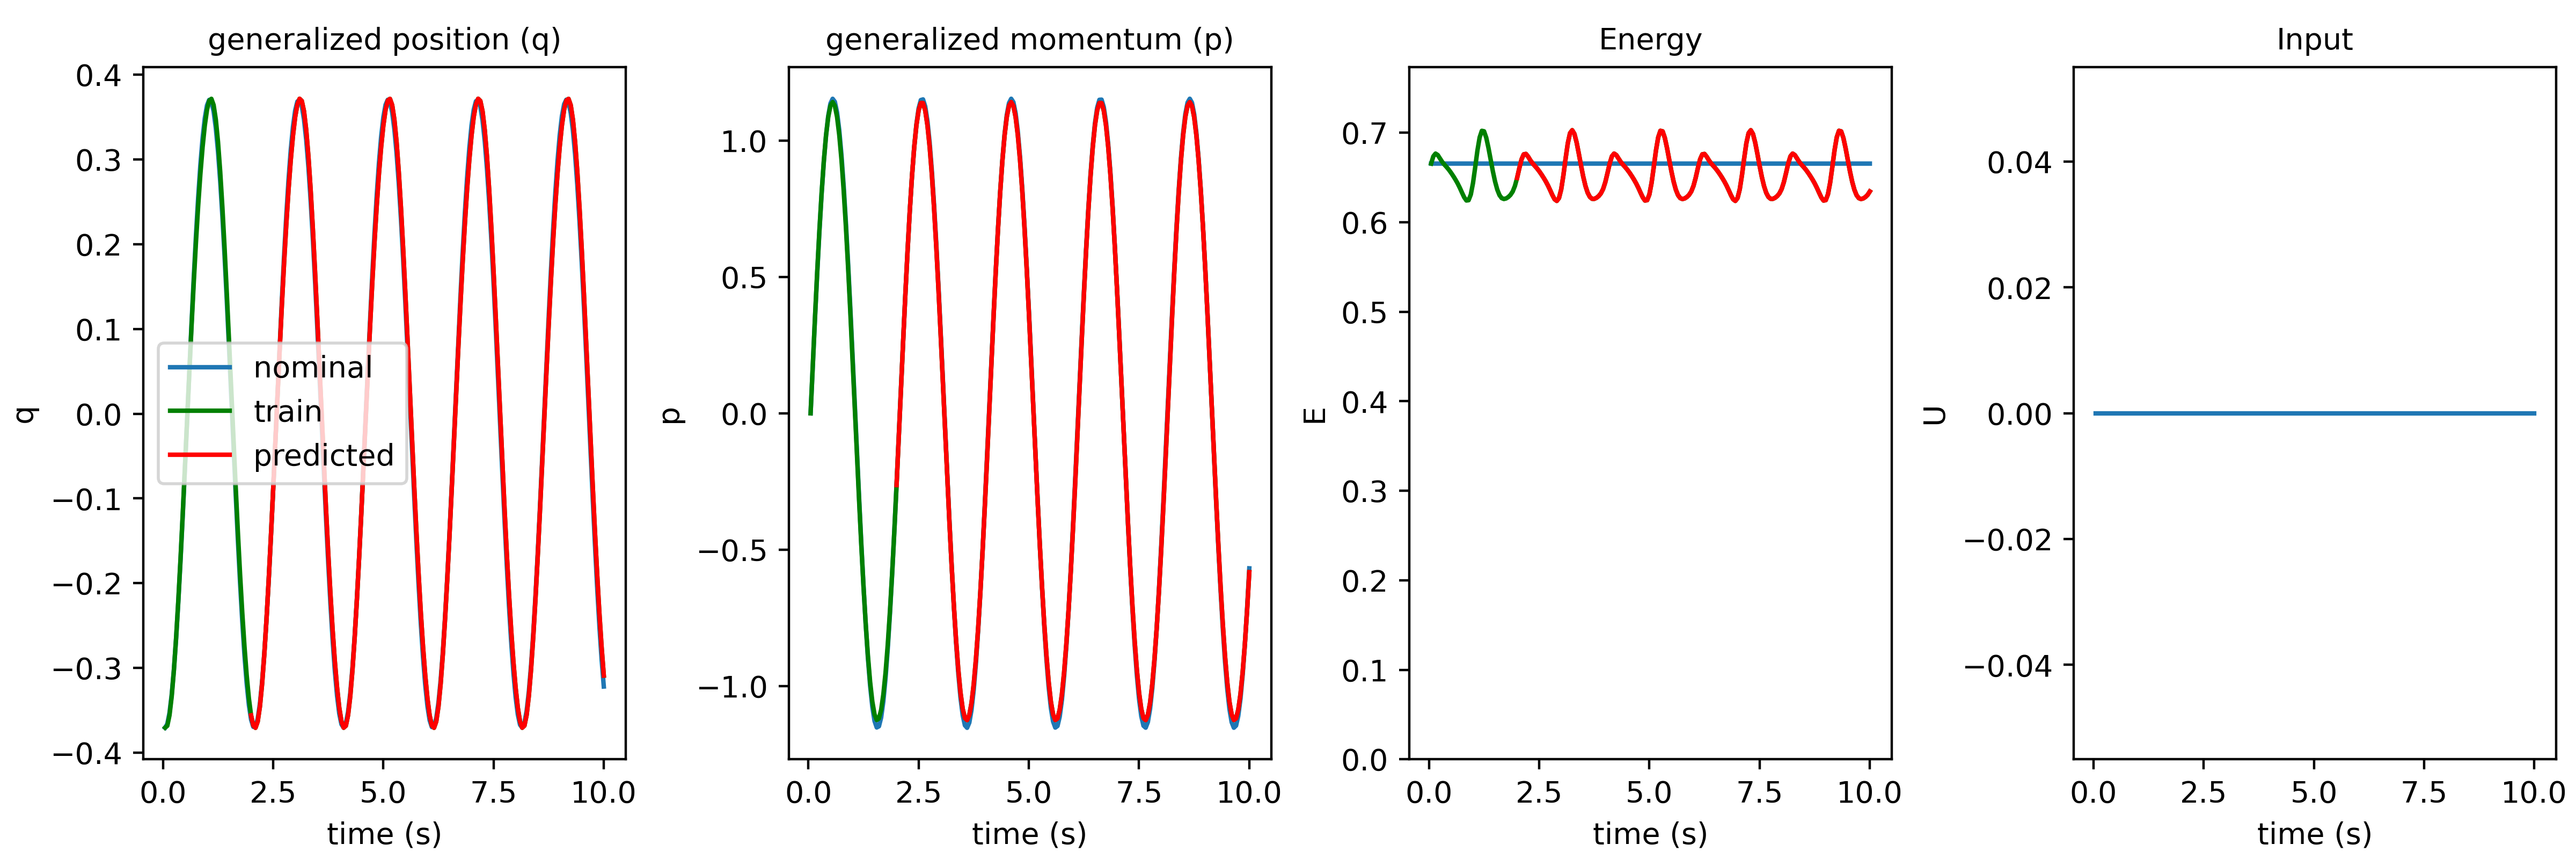 generalized position (q)
q
0.4
0.3
0.2
0.1
0.0
−0.1
−0.2
−0.3
−0.4
nominal
train
predicted
0.0 2.5 5.0 7.5 10.0
time (s)
generalized momentum (p)
p
1.0
0.5
0.0
−0.5
−1.0
0.0 2.5 5.0 7.5 10.0
time (s)
Energy
E
0.7
0.6
0.5
0.4
0.3
0.2
0.1
0.0
0.0 2.5 5.0 7.5 10.0
time (s)
Input
U
0.04
0.02
0.00
−0.02
−0.04
0.0 2.5 5.0 7.5 10.0
time (s)